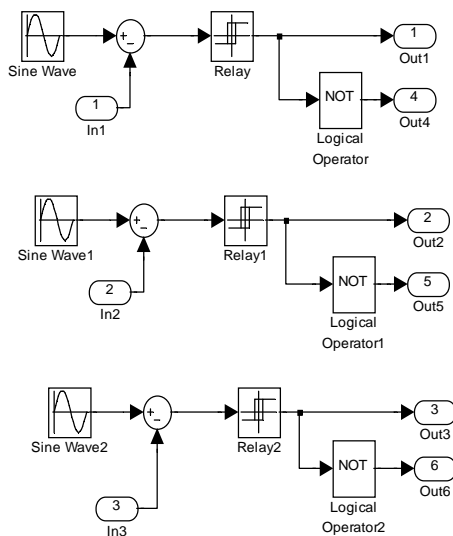 1
Out1
Sine Wave
Relay
1
In1
NOT
4
Out4
Logical
Operator
2
Out2
Sine Wave1
Relay1
2
In2
NOT
5
Out5
Logical
Operator1
3
Out3
Sine Wave2
Relay2
NOT
6
Out6
3
In3
Logical
Operator2